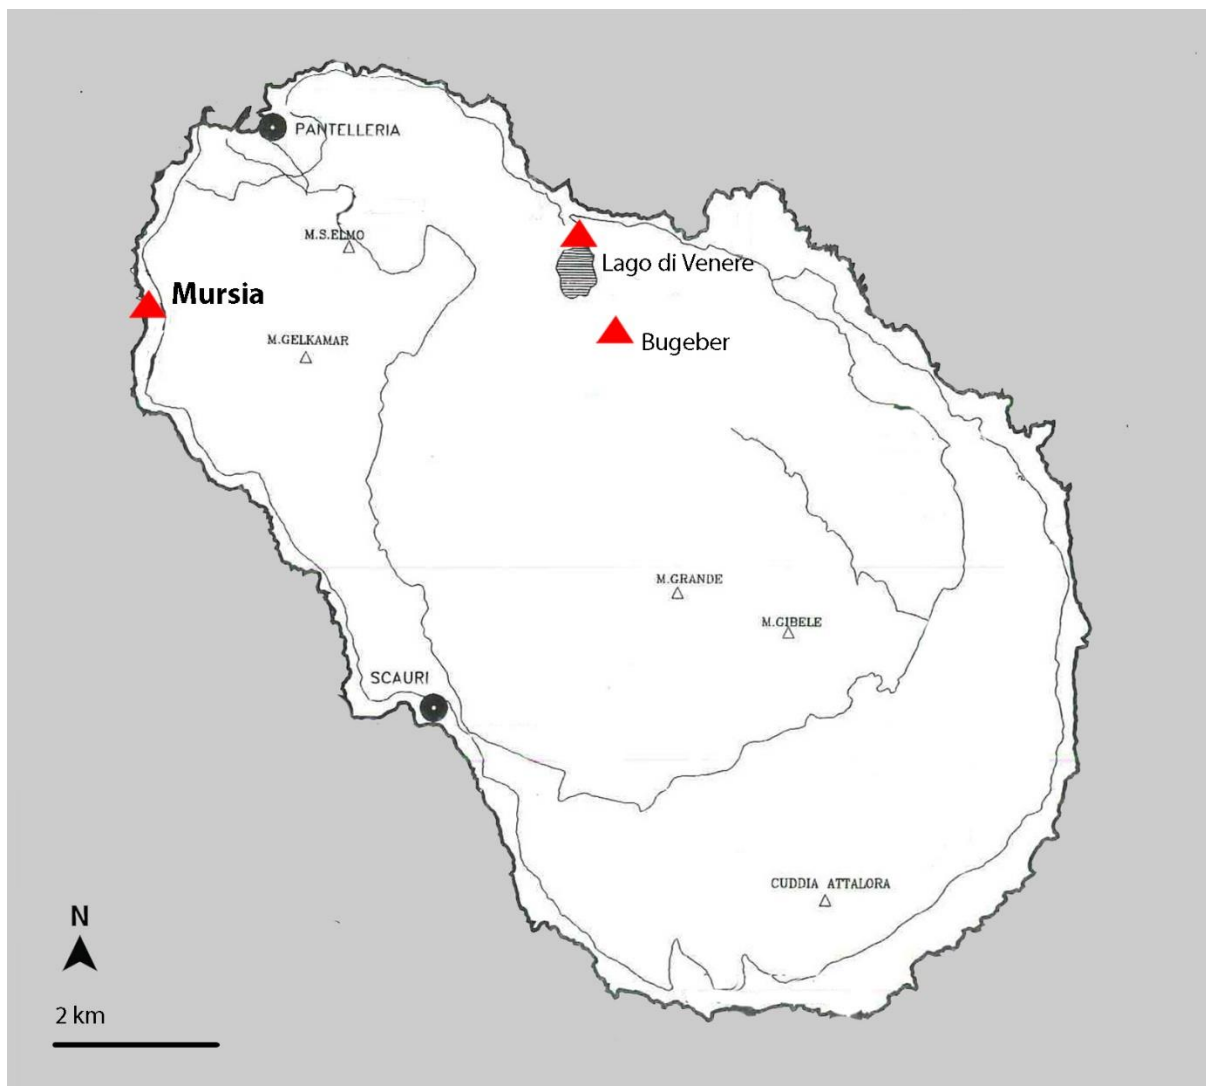 PANTELLERIA
M.S.ELMO
Lago di Venere
Mursia
M.GELKAMAR
Bugeber
M.GRANDE
M.GIBELE
SCAURI
CUDDIA ATTALORA
N
2 km